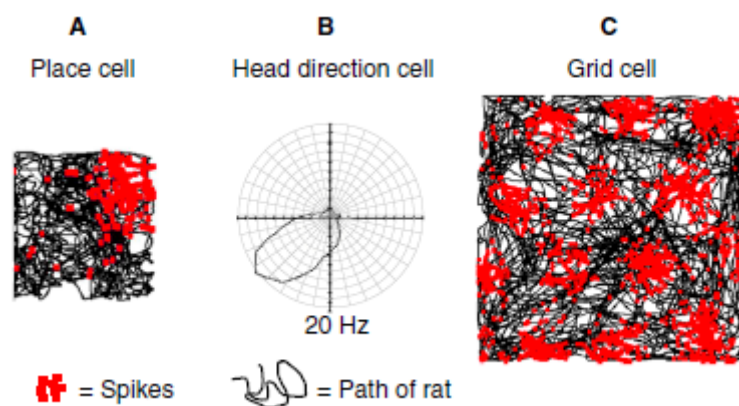 A
B
C
Place cell
Head direction cell
Grid cell
20 Hz
= Spikes
= Path of rat